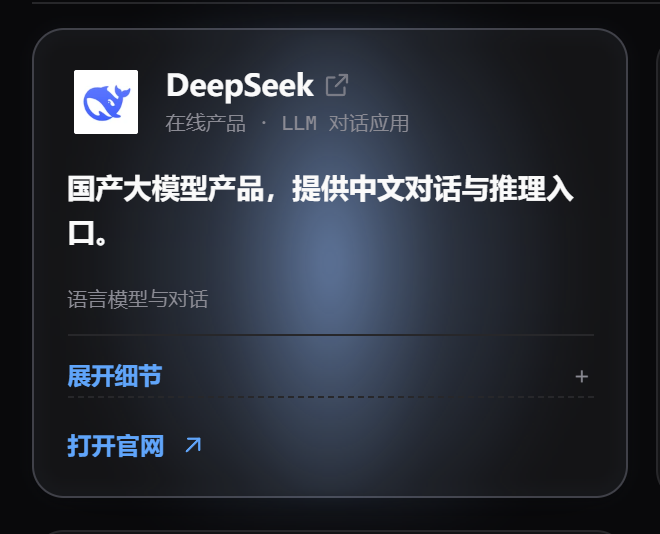 DeepSeek
在线产品 · LLM 对话应用
国产大模型产品，提供中文对话与推理入
口。
语言模型与对话
展开细节 +
打开官网